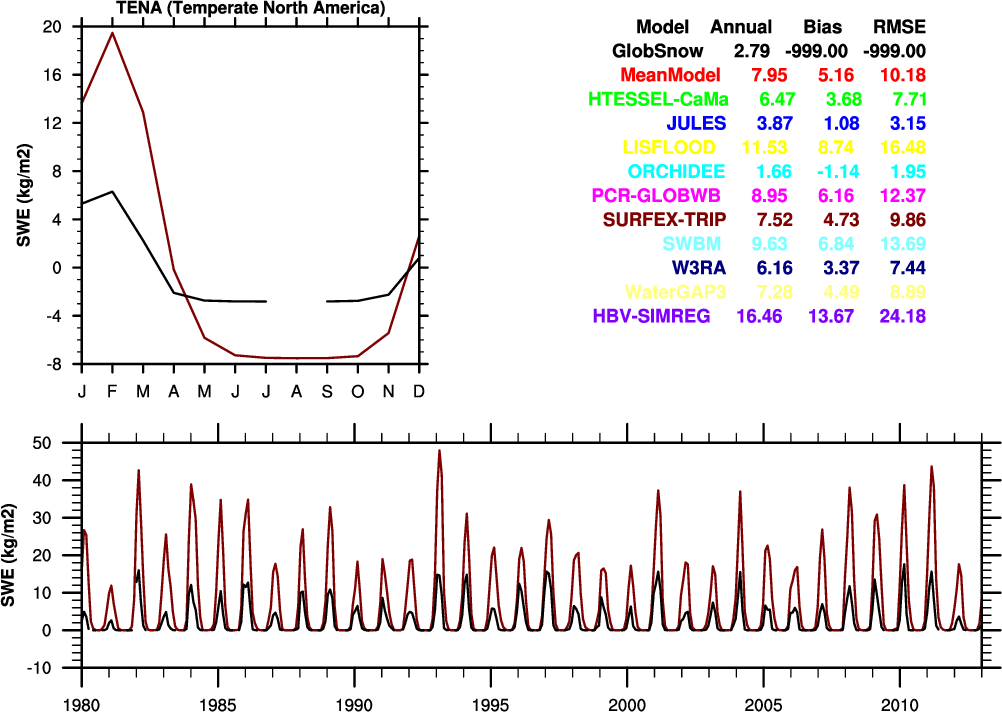 TENA (Temperate North America)
20
16
12
8
4
0
-4
-8
SWE (kg/m2)
J F M A M J J A S O N D
Model Annual Bias RMSE
GlobSnow 2.79 -999.00 -999.00
MeanModel 7.95 5.16 10.18
HTESSEL-CaMa 6.47 3.68 7.71
JULES 3.87 1.08 3.15
LISFLOOD 11.53 8.74 16.48
ORCHIDEE 1.66 -1.14 1.95
PCR-GLOBWB 8.95 6.16 12.37
SURFEX-TRIP 7.52 4.73 9.86
SWBM 9.63 6.84 13.69
W3RA 6.16 3.37 7.44
WaterGAP3 7.28 4.49 8.89
HBV-SIMREG 16.46 13.67 24.18
50
40
30
20
10
0
-10
SWE (kg/m2)
1980 1985 1990 1995 2000 2005 2010